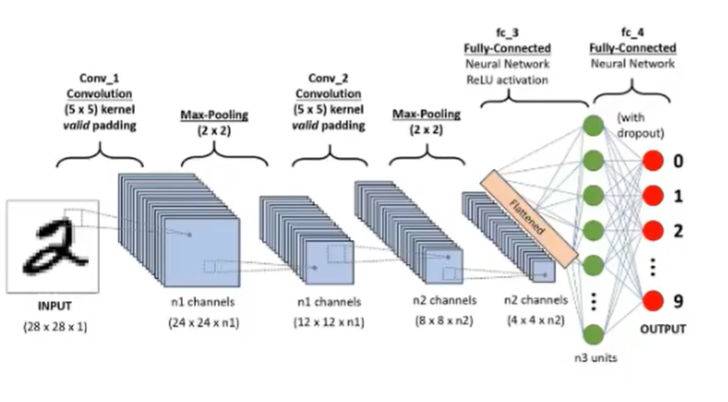 fc_3
Fully-Connected
Neural Network
ReLU activation
fc_4
Fully-Connected
Neural Network
Conv_1
Convolution
(5 x 5) kernel
valid padding
Max-Pooling
(2 x 2)
Conv_2
Convolution
(5 x 5) kernel
valid padding
Max-Pooling
(2 x 2)
(with
dropout)
2
Flattened
0
1
2
9
INPUT
(28 x 28 x 1)
n1 channels
(24 x 24 x n1)
n1 channels
(12 x 12 x n1)
n2 channels
(8 x 8 x n2)
n2 channels
(4 x 4 x n2)
n3 units
OUTPUT